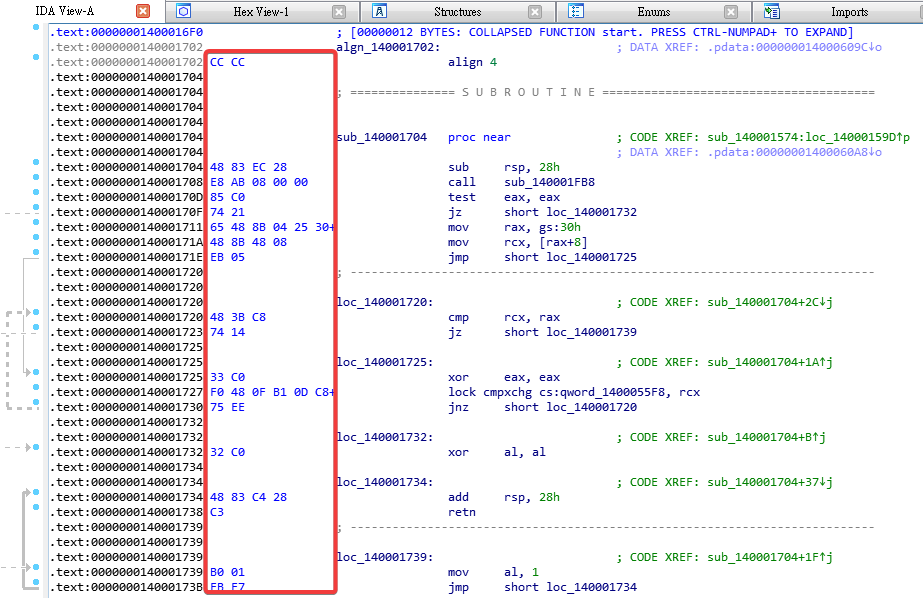 IDA View-A Hex View-1 Structures Enums Imports
.text:00000001400016F0 ; [00000012 BYTES: COLLAPSED FUNCTION start. PRESS CTRL-NUMPAD+ TO EXPAND]
.text:0000000140001702 algn_140001702: ; DATA XREF: .pdata:000000014000609C↓o
.text:0000000140001702 CC CC align 4
.text:0000000140001704
.text:0000000140001704 ; =============== S U B R O U T I N E =======================================
.text:0000000140001704
.text:0000000140001704
.text:0000000140001704 sub_140001704 proc near ; CODE XREF: sub_140001574:loc_14000159D↑p
.text:0000000140001704 ; DATA XREF: .pdata:00000001400060A8↓o
.text:0000000140001704 48 83 EC 28 sub rsp, 28h
.text:0000000140001708 E8 AB 08 00 00 call sub_140001FB8
.text:000000014000170D 85 C0 test eax, eax
.text:000000014000170F 74 21 jz short loc_140001732
.text:0000000140001711 65 48 8B 04 25 30+ mov rax, gs:30h
.text:000000014000171A 48 8B 48 08 mov rcx, [rax+8]
.text:000000014000171E EB 05 jmp short loc_140001725
.text:0000000140001720 ; ---------------------------------------------------------------------------
.text:0000000140001720
.text:0000000140001720 loc_140001720: ; CODE XREF: sub_140001704+2C↓j
.text:0000000140001720 48 3B C8 cmp rcx, rax
.text:0000000140001723 74 14 jz short loc_140001739
.text:0000000140001725
.text:0000000140001725 loc_140001725: ; CODE XREF: sub_140001704+1A↑j
.text:0000000140001725 33 C0 xor eax, eax
.text:0000000140001727 F0 48 0F B1 0D C8+ lock cmpxchg cs:qword_1400055F8, rcx
.text:0000000140001730 75 EE jnz short loc_140001720
.text:0000000140001732
.text:0000000140001732 loc_140001732: ; CODE XREF: sub_140001704+B↑j
.text:0000000140001732 32 C0 xor al, al
.text:0000000140001734
.text:0000000140001734 loc_140001734: ; CODE XREF: sub_140001704+37↓j
.text:0000000140001734 48 83 C4 28 add rsp, 28h
.text:0000000140001738 C3 retn
.text:0000000140001739 ; ---------------------------------------------------------------------------
.text:0000000140001739
.text:0000000140001739 loc_140001739: ; CODE XREF: sub_140001704+1F↑j
.text:0000000140001739 B0 01 mov al, 1
.text:000000014000173B EB F7 jmp short loc_140001734